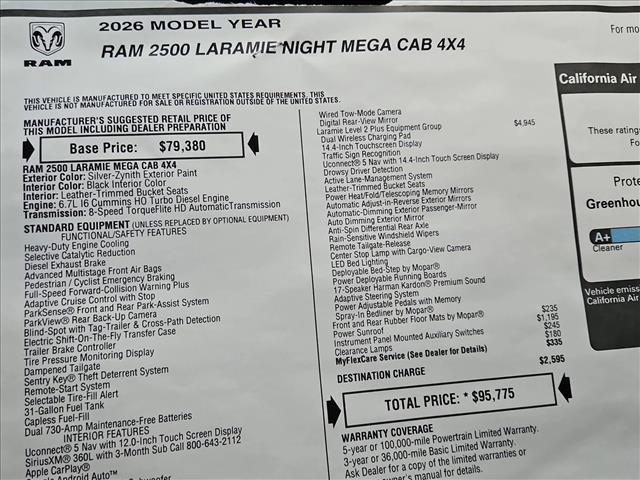 2026 MODEL YEAR
RAM 2500 LARAMIE NIGHT MEGA CAB 4X4
RAM
For mo
THIS VEHICLE IS MANUFACTURED TO MEET SPECIFIC UNITED STATES REQUIREMENTS. THIS
VEHICLE IS NOT MANUFACTURED FOR SALE OR REGISTRATION OUTSIDE OF THE UNITED STATES.
MANUFACTURER'S SUGGESTED RETAIL PRICE OF
THIS MODEL INCLUDING DEALER PREPARATION
Base Price: $79,380
RAM 2500 LARAMIE MEGA CAB 4X4
Exterior Color: Silver-Zynith Exterior Paint
Interior Color: Black Interior Color
Interior: Leather-Trimmed Bucket Seats
Engine: 6.7L I6 Cummins HO Turbo Diesel Engine
Transmission: 8-Speed TorqueFlite HD AutomaticTransmission
STANDARD EQUIPMENT (UNLESS REPLACED BY OPTIONAL EQUIPMENT)
FUNCTIONAL/SAFETY FEATURES
Heavy-Duty Engine Cooling
Selective Catalytic Reduction
Diesel Exhaust Brake
Advanced Multistage Front Air Bags
Pedestrian / Cyclist Emergency Braking
Full-Speed Forward-Collision Warning Plus
Adaptive Cruise Control with Stop
ParkSense® Front and Rear Park-Assist System
ParkView® Rear Back-Up Camera
Blind-Spot with Tag-Trailer & Cross-Path Detection
Electric Shift-On-The-Fly Transfer Case
Trailer Brake Controller
Tire Pressure Monitoring Display
Dampened Tailgate
Sentry Key® Theft Deterrent System
Remote-Start System
Selectable Tire-Fill Alert
31-Gallon Fuel Tank
Capless Fuel-Fill
Dual 730-Amp Maintenance-Free Batteries
INTERIOR FEATURES
Uconnect® 5 Nav with 12.0-Inch Touch Screen Display
SiriusXM® 360L with 3-Month Sub Call 800-643-2112
Apple CarPlay®
Android Auto™
Wired Tow-Mode Camera
Digital Rear-View Mirror
Laramie Level 2 Plus Equipment Group $4,945
Dual Wireless Charging Pad
14.4-Inch Touchscreen Display
Traffic Sign Recognition
Uconnect® 5 Nav with 14.4-Inch Touch Screen Display
Drowsy Driver Detection
Active Lane-Management System
Leather-Trimmed Bucket Seats
Power Heat/Fold/Telescoping Memory Mirrors
Automatic Adjust-in-Reverse Exterior Mirrors
Automatic-Dimming Exterior Passenger-Mirror
Auto Dimming Exterior Mirror
Anti-Spin Differential Rear Axle
Rain-Sensitive Windshield Wipers
Remote Tailgate-Release
Center Stop Lamp with Cargo-View Camera
LED Bed Lighting
Deployable Bed-Step by Mopar®
Power Deployable Running Boards
17-Speaker Harman Kardon® Premium Sound
Adaptive Steering System
Power Adjustable Pedals with Memory
Spray-In Bedliner by Mopar®
Front and Rear Rubber Floor Mats by Mopar® $235
Power Sunroof $1,195
Instrument Panel Mounted Auxiliary Switches $245
Clearance Lamps $180
MyFlexCare Service (See Dealer for Details) $335
DESTINATION CHARGE $2,595
TOTAL PRICE: * $95,775
WARRANTY COVERAGE
5-year or 100,000-mile Powertrain Limited Warranty.
3-year or 36,000-mile Basic Limited Warranty.
Ask Dealer for a copy of the limited warranties or
owner's manual for details.
California Air
These rating
Fo
Prote
Greenhou
A+
Cleaner
Vehicle emiss
California Air